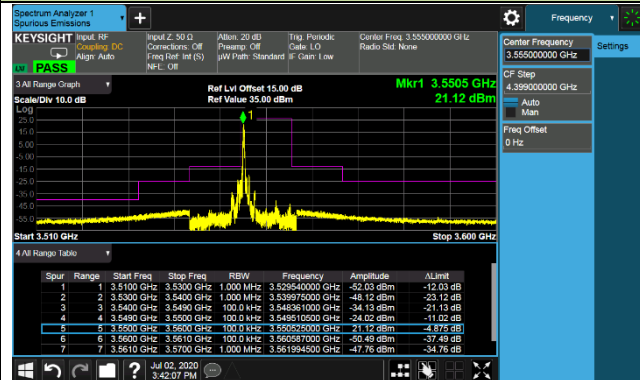 Spectrum Analyzer 1
Spurious Emissions
Frequency
KEYSIGHT Input: RF Input Z: 50 Ω Atten: 20 dB Trig: Periodic Center Freq: 3.555000000 GHz
Coupling: DC Corrections: Off Preamp: Off Gate: LO Radio Std: None
Align: Auto Freq Ref: Int (S) µW Path: Standard IF Gain: Low
NFE: Off
PASS
Center Frequency
3.555000000 GHz
Settings
CF Step
4.399000000 GHz
Auto
Man
Freq Offset
0 Hz
3 All Range Graph
Ref Lvl Offset 15.00 dB
Mkr1 3.5505 GHz
Scale/Div 10.0 dB
Ref Value 35.00 dBm
21.12 dBm
Log
25.0
15.0
5.00
-5.00
-15.0
-25.0
-35.0
-45.0
-55.0
1
Start 3.510 GHz
Stop 3.600 GHz
4 All Range Table
Spur Range Start Freq Stop Freq RBW Frequency Amplitude ΔLimit
1 1 3.5100 GHz 3.5300 GHz 1.000 MHz 3.529540000 GHz -52.03 dBm -12.03 dB
2 2 3.5300 GHz 3.5400 GHz 1.000 MHz 3.539975000 GHz -48.12 dBm -23.12 dB
3 3 3.5400 GHz 3.5490 GHz 100.0 kHz 3.548361000 GHz -34.13 dBm -21.13 dB
4 4 3.5490 GHz 3.5500 GHz 100.0 kHz 3.549510500 GHz -24.02 dBm -11.02 dB
5 5 3.5500 GHz 3.5600 GHz 100.0 kHz 3.550525000 GHz 21.12 dBm -4.875 dB
6 6 3.5600 GHz 3.5610 GHz 100.0 kHz 3.560587000 GHz -50.49 dBm -37.49 dB
7 7 3.5610 GHz 3.5700 GHz 1.000 MHz 3.561994500 GHz -47.76 dBm -34.76 dB
Jul 02, 2020
3:42:07 PM